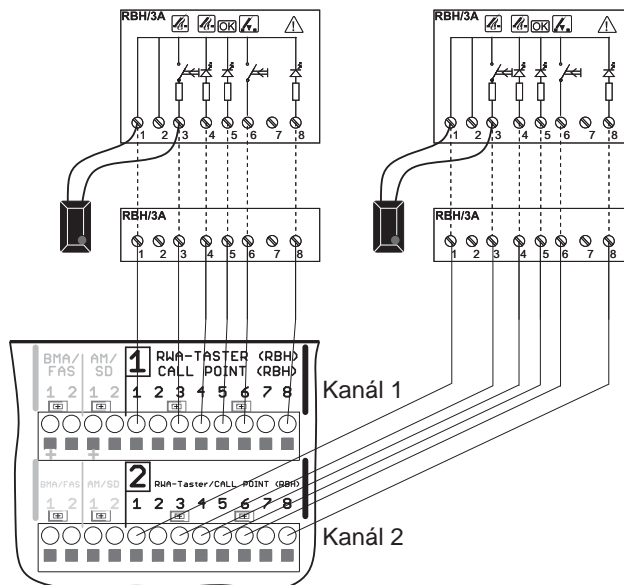 RBH/3A OK
1 2 3 4 5 6 7 8
RBH/3A OK
1 2 3 4 5 6 7 8
RBH/3A
1 2 3 4 5 6 7 8
RBH/3A
1 2 3 4 5 6 7 8
BMA/ FAS
AM/ SD
1
RWA-TASTER (RBH)
CALL POINT (RBH)
1 2 1 2 1 2 3 4 5 6 7 8
Kanál 1
+ +
BMA/FAS AM/SD 2 RWA-Taster/CALL POINT (RBH)
1 2 1 2 1 2 3 4 5 6 7 8
Kanál 2